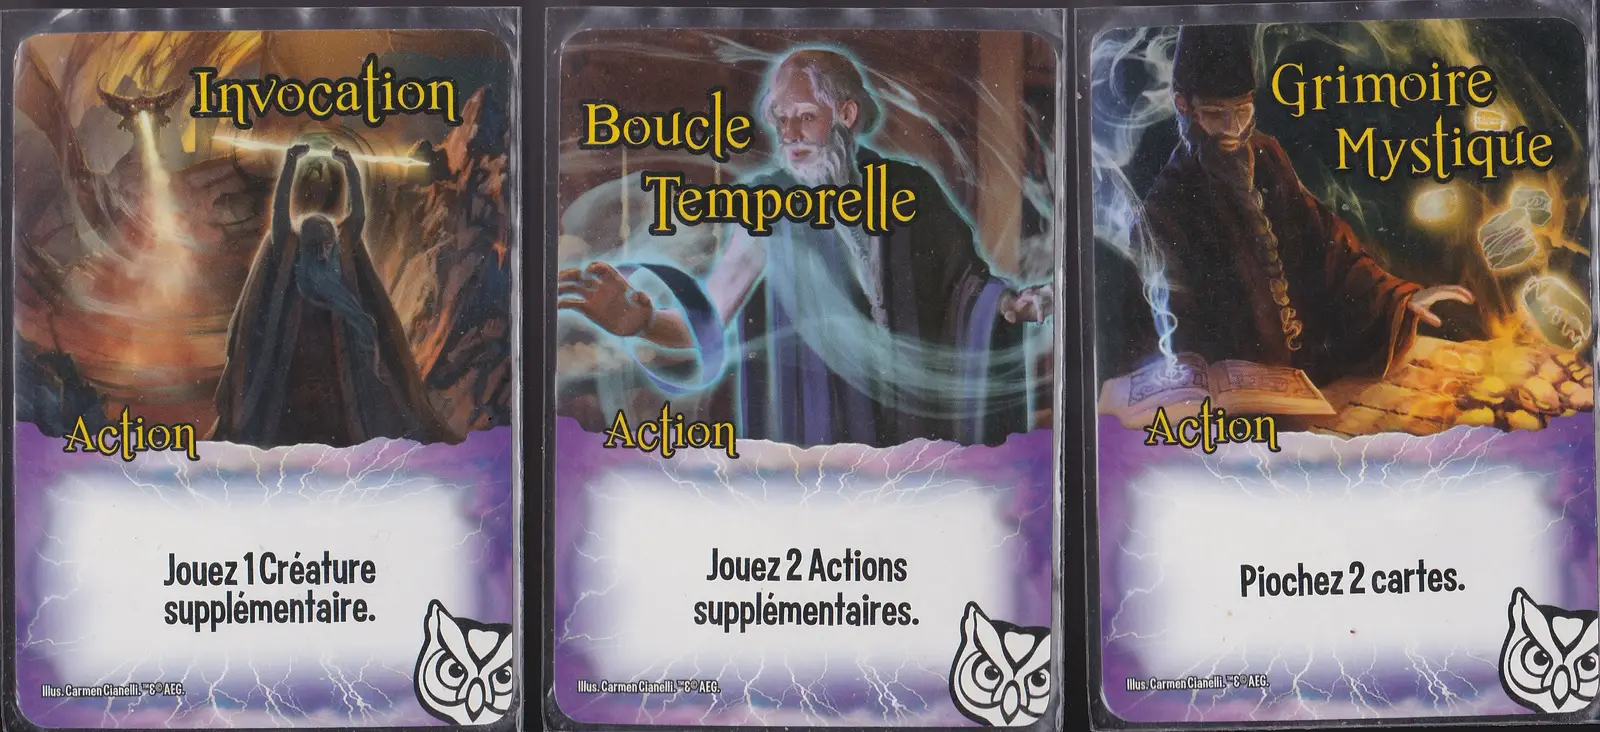 Invocation
Action
Jouez 1 Créature
supplémentaire.
Illus. Carmen Cianelli. ™&© AEG.
Boucle
Temporelle
Action
Jouez 2 Actions
supplémentaires.
Illus. Carmen Cianelli. ™&© AEG.
Grimoire
Mystique
Action
Piochez 2 cartes.
Illus. Carmen Cianelli. ™&© AEG.